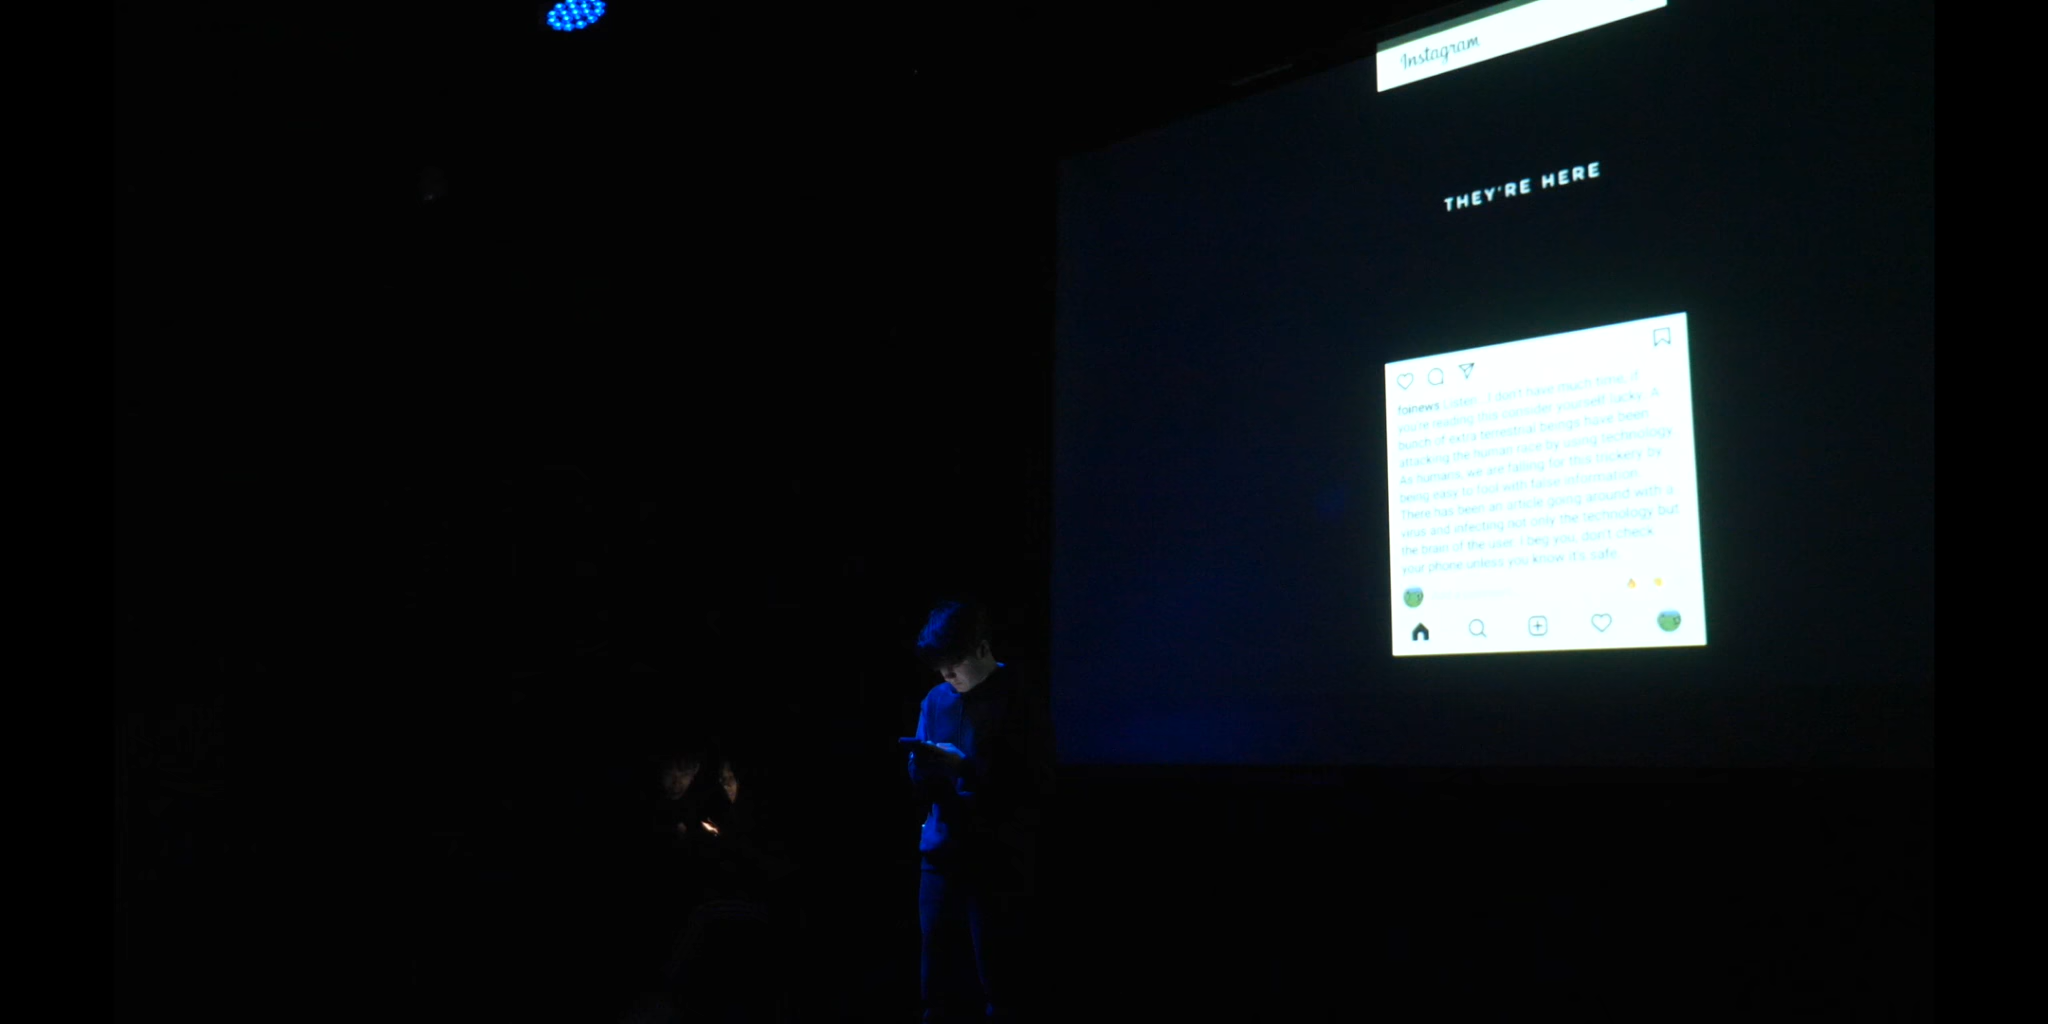 Instagram
THEY'RE HERE
foinews Listen.. I don't have much time, if
you're reading this consider yourself lucky. A
bunch of extra terrestrial beings have been
attacking the human race by using technology.
As humans, we are falling for this trickery by
being easy to fool with false information.
There has been an article going around with a
virus and infecting out only the technology but
the brain of the user. I beg you, don't check
your phone unless you know it's safe.